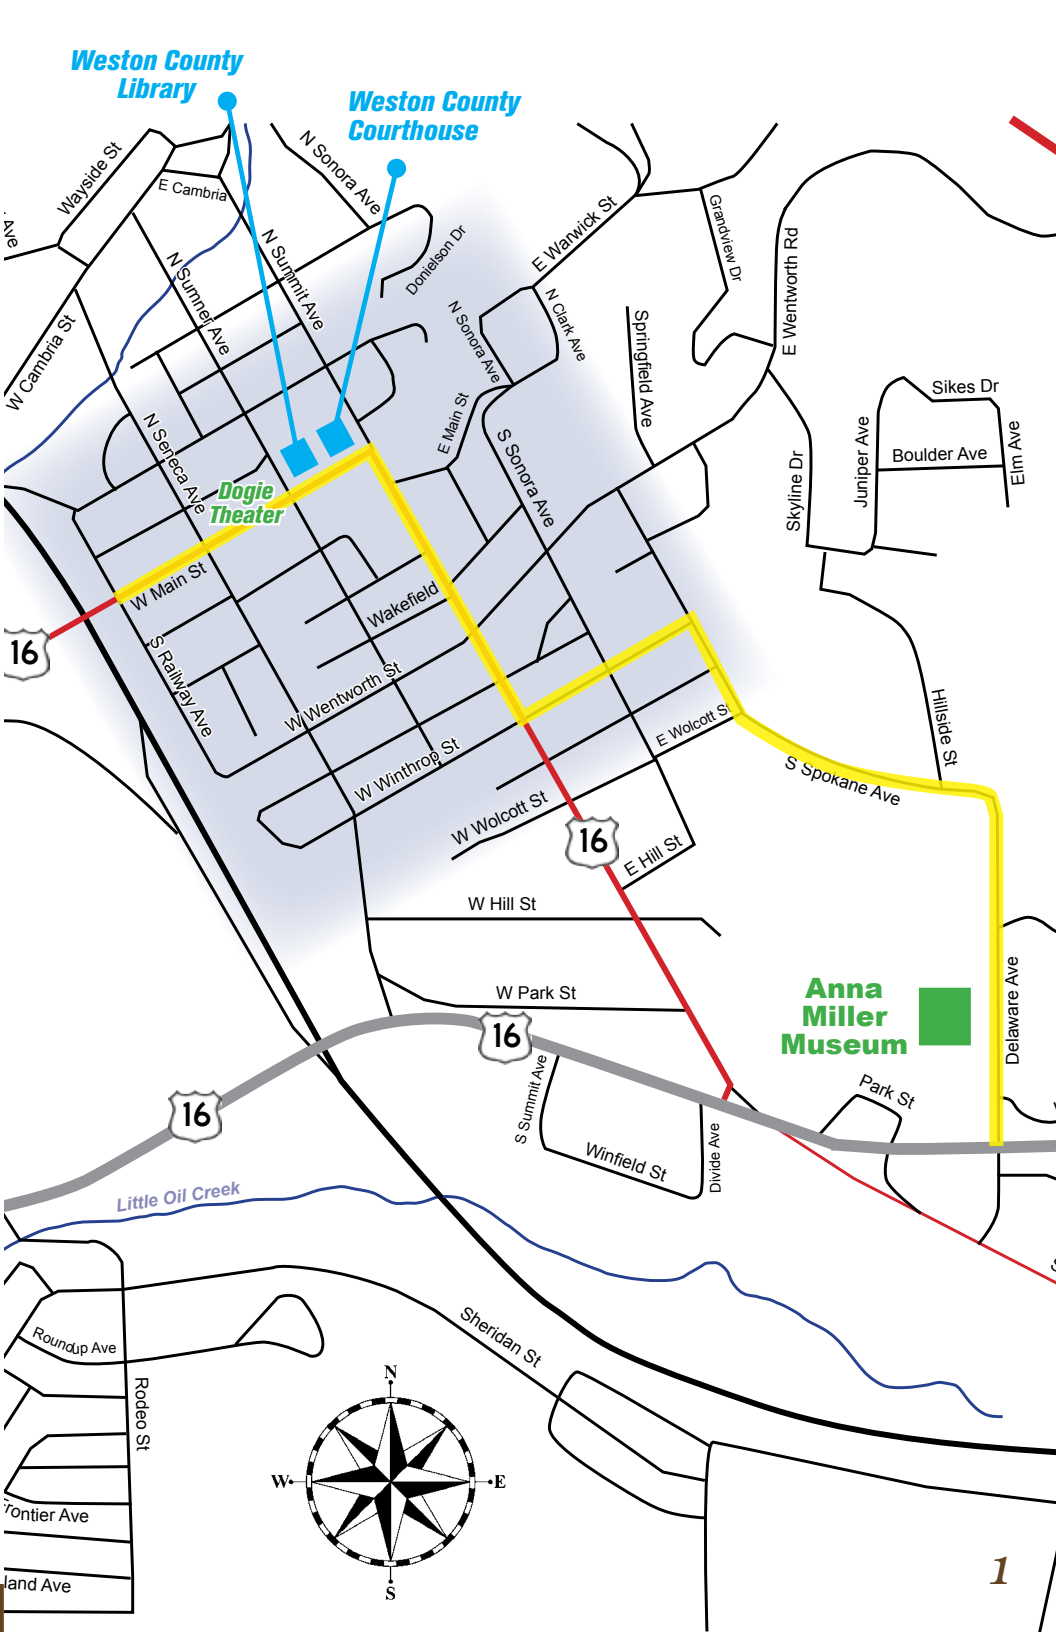 Weston County
Library
Weston County
Courthouse
Wayside St
N Sonora Ave
E Cambria
Ave
Grandview Dr
E Warwick St
Donielson Dr
N Summit Ave
N Sumner Ave
E Wentworth Rd
N Sonora Ave
N Clark Ave
Springfield Ave
W Cambria St
Sikes Dr
E Main St
N Seneca Ave
S Sonora Ave
Juniper Ave
Boulder Ave
Elm Ave
Skyline Dr
Dogie
Theater
W Main St
Wakefield
16
S Railway Ave
W Wentworth St
Hillside St
E Wolcott St
W Winthrop St
S Spokane Ave
W Wolcott St
16
E Hill St
W Hill St
W Park St
Anna
Miller
Museum
Delaware Ave
16
S Summit Ave
Park St
16
Divide Ave
Winfield St
Little Oil Creek
Roundup Ave
Sheridan St
Rodeo St
N
W
E
S
Frontier Ave
land Ave
1